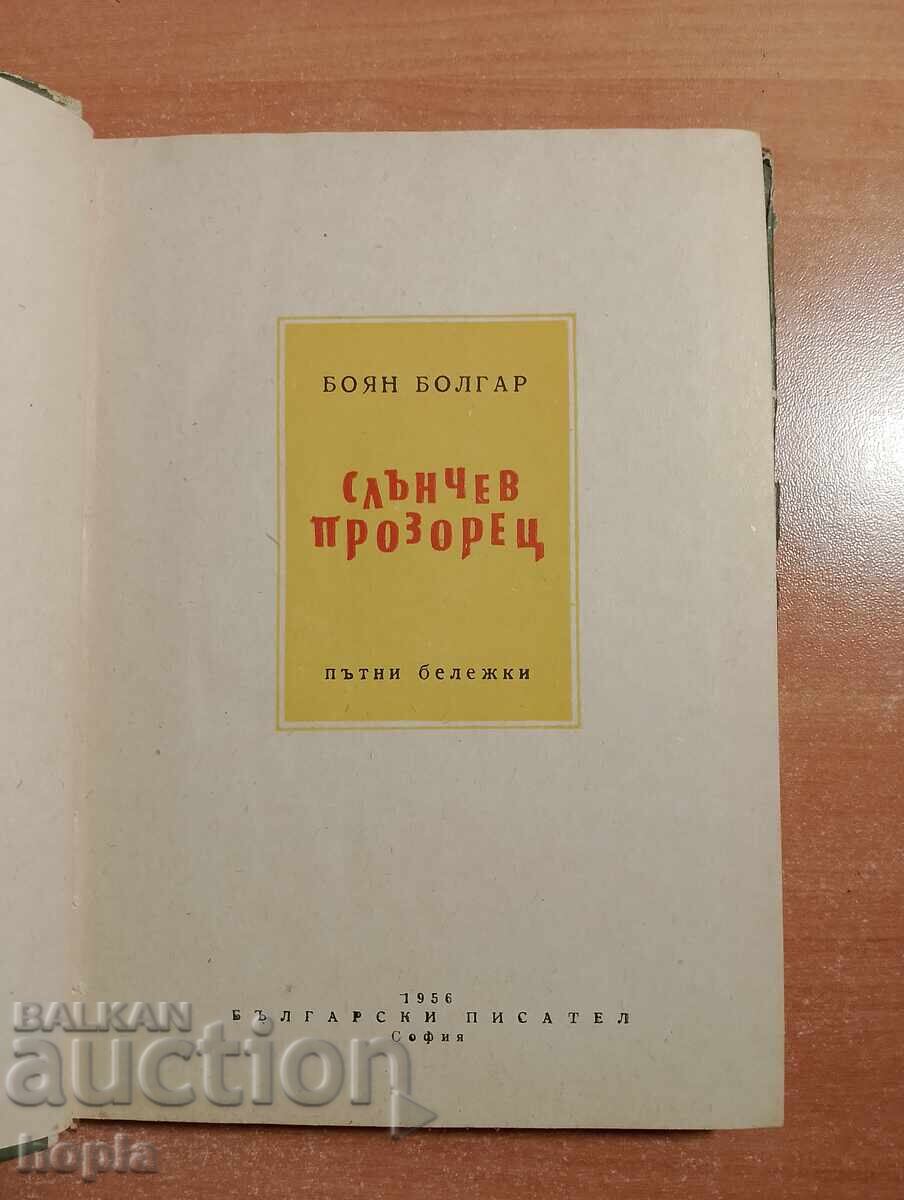 БОЯН БОЛГАР
СЛЪНЧЕВ
ПРОЗОРЕЦ
пътни бележки
1956
БЪЛГАРСКИ ПИСАТЕЛ
София
BALKAN
auction
hopla